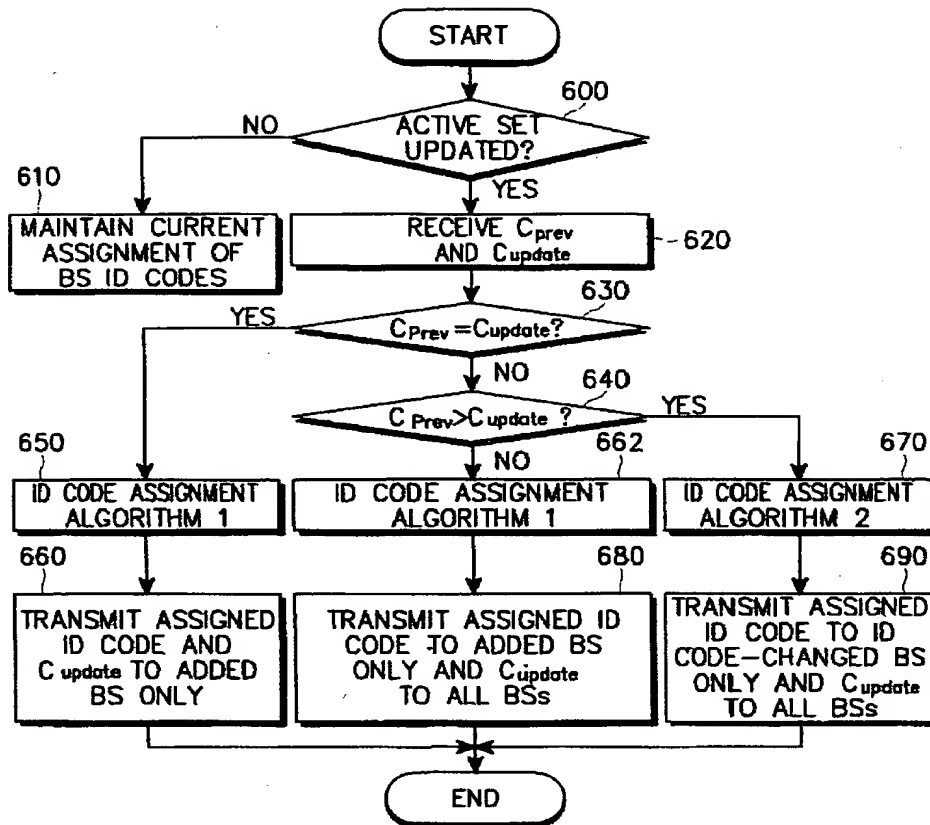 START
600
NO
ACTIVE SET
UPDATED?
YES
610
MAINTAIN CURRENT
ASSIGNMENT OF
BS ID CODES
RECEIVE Cprev
AND Cupdate
620
630
YES
CPrev=Cupdate?
NO
640
CPrev>Cupdate ?
YES
NO
650
ID CODE ASSIGNMENT
ALGORITHM 1
662
ID CODE ASSIGNMENT
ALGORITHM 1
670
ID CODE ASSIGNMENT
ALGORITHM 2
660
TRANSMIT ASSIGNED
ID CODE AND
Cupdate TO ADDED
BS ONLY
680
TRANSMIT ASSIGNED ID
CODE TO ADDED BS
ONLY AND Cupdate
TO ALL BSs
690
TRANSMIT ASSIGNED
ID CODE TO ID
CODE-CHANGED BS
ONLY AND Cupdate
TO ALL BSs
END